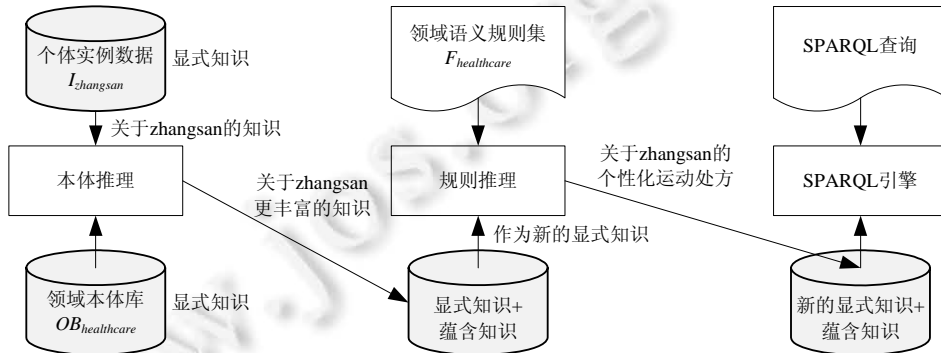 个体实例数据
I_zhangsan
显式知识
领域语义规则集
F_healthcare
SPARQL查询
关于zhangsan的知识
本体推理
关于zhangsan
更丰富的知识
规则推理
关于zhangsan的
个性化运动处方
SPARQL引擎
作为新的显式知识
领域本体库
OB_healthcare
显式知识
显式知识+
蕴含知识
新的显式知识+
蕴含知识
www.jos.org